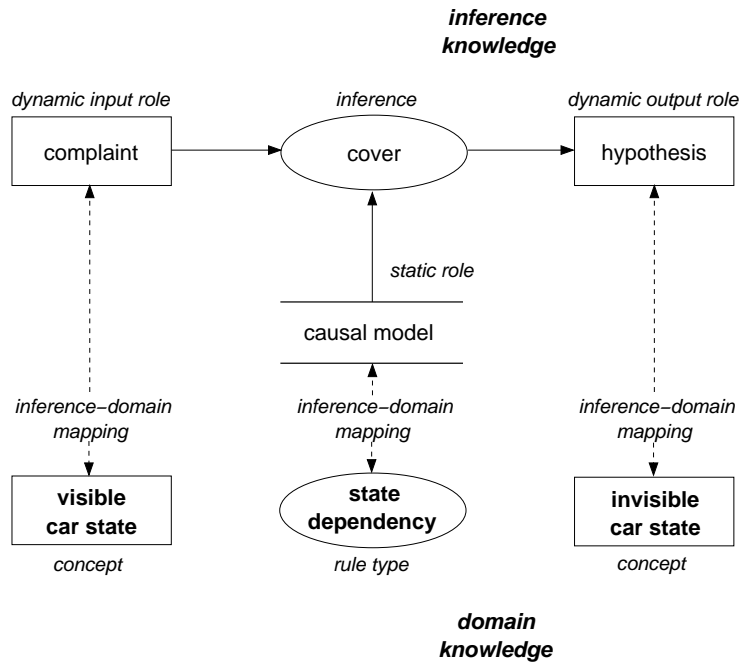 inference
knowledge
dynamic input role
inference
dynamic output role
complaint
cover
hypothesis
static role
causal model
inference–domain
mapping
inference–domain
mapping
inference–domain
mapping
visible
car state
state
dependency
invisible
car state
concept
rule type
concept
domain
knowledge